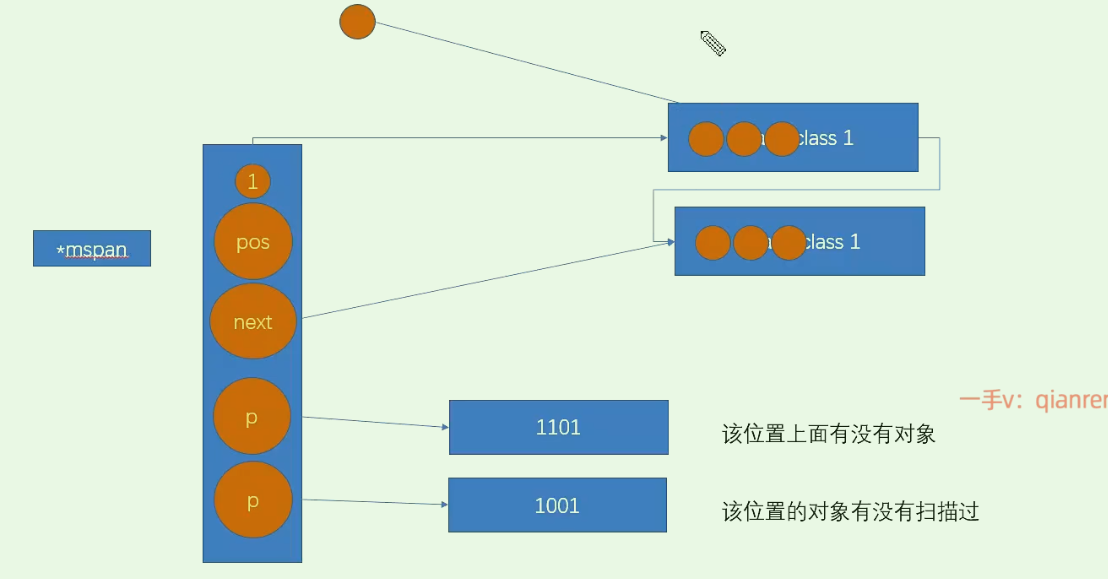 class 1
1
pos
*mspan
class 1
next
p
1101
一手v：qianrer
该位置上面有没有对象
p
1001
该位置的对象有没有扫描过